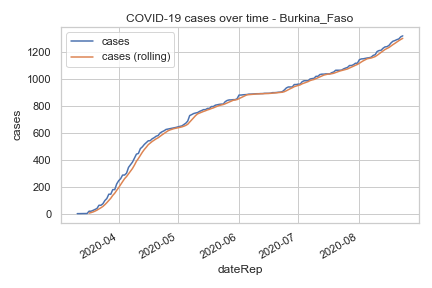 COVID-19 cases over time - Burkina_Faso
cases
cases (rolling)
cases
1200
1000
800
600
400
200
0
2020-04
2020-05
2020-06
2020-07
2020-08
dateRep